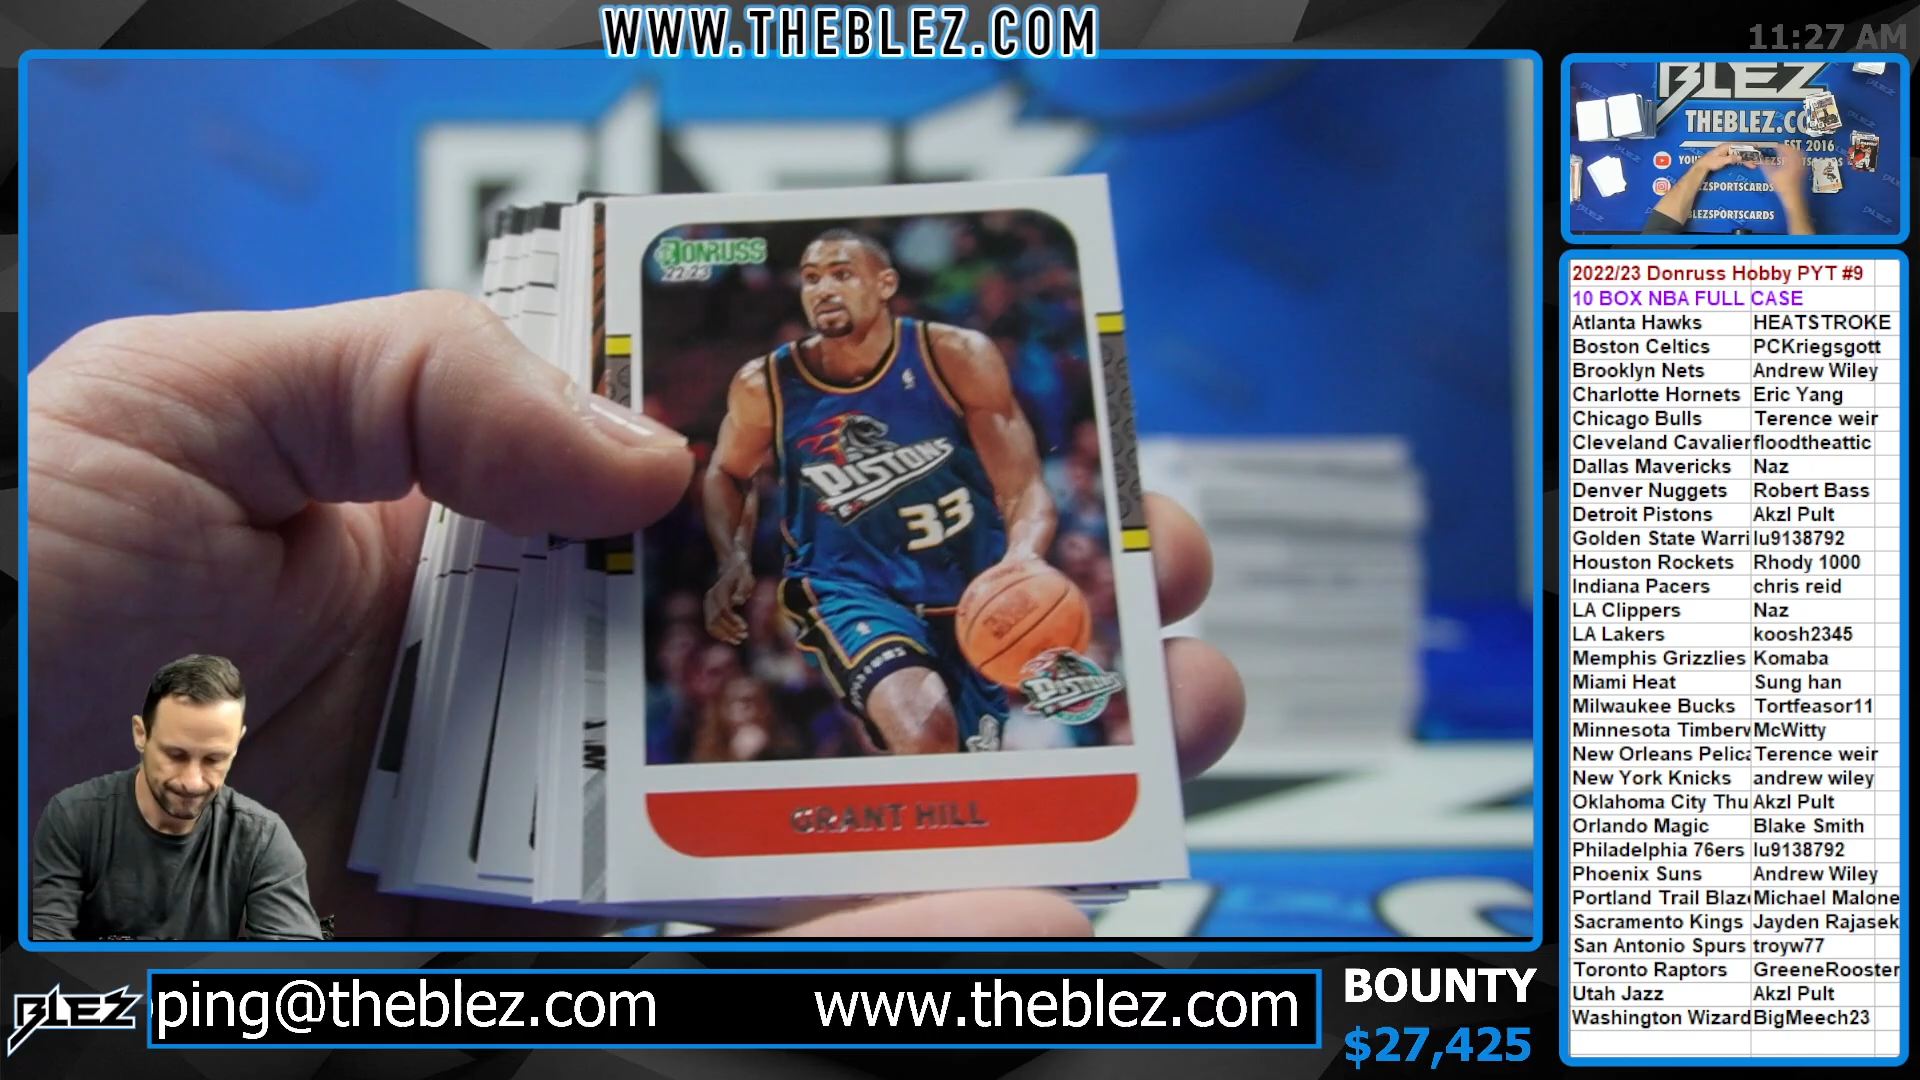 WWW.THEBLEZ.COM
11:27 AM
DONRUSS
22-23
PISTONS
33
PISTONS
GRANT HILL
BLEZ
THEBLEZ.CO
EST 2016
BLEZSPORTSCARDS
2022/23 Donruss Hobby PYT #9
10 BOX NBA FULL CASE
Atlanta Hawks HEATSTROKE
Boston Celtics PCKriegsgott
Brooklyn Nets Andrew Wiley
Charlotte Hornets Eric Yang
Chicago Bulls Terence weir
Cleveland Cavalier floodtheattic
Dallas Mavericks Naz
Denver Nuggets Robert Bass
Detroit Pistons Akzl Pult
Golden State Warri lu9138792
Houston Rockets Rhody 1000
Indiana Pacers chris reid
LA Clippers Naz
LA Lakers koosh2345
Memphis Grizzlies Komaba
Miami Heat Sung han
Milwaukee Bucks Tortfeasor11
Minnesota Timberv McWitty
New Orleans Pelica Terence weir
New York Knicks andrew wiley
Oklahoma City Thu Akzl Pult
Orlando Magic Blake Smith
Philadelphia 76ers lu9138792
Phoenix Suns Andrew Wiley
Portland Trail Blaze Michael Malone
Sacramento Kings Jayden Rajasek
San Antonio Spurs troyw77
Toronto Raptors GreeneRooster
Utah Jazz Akzl Pult
Washington Wizard BigMeech23
BLEZ
ping@theblez.com www.theblez.com
BOUNTY
$27,425